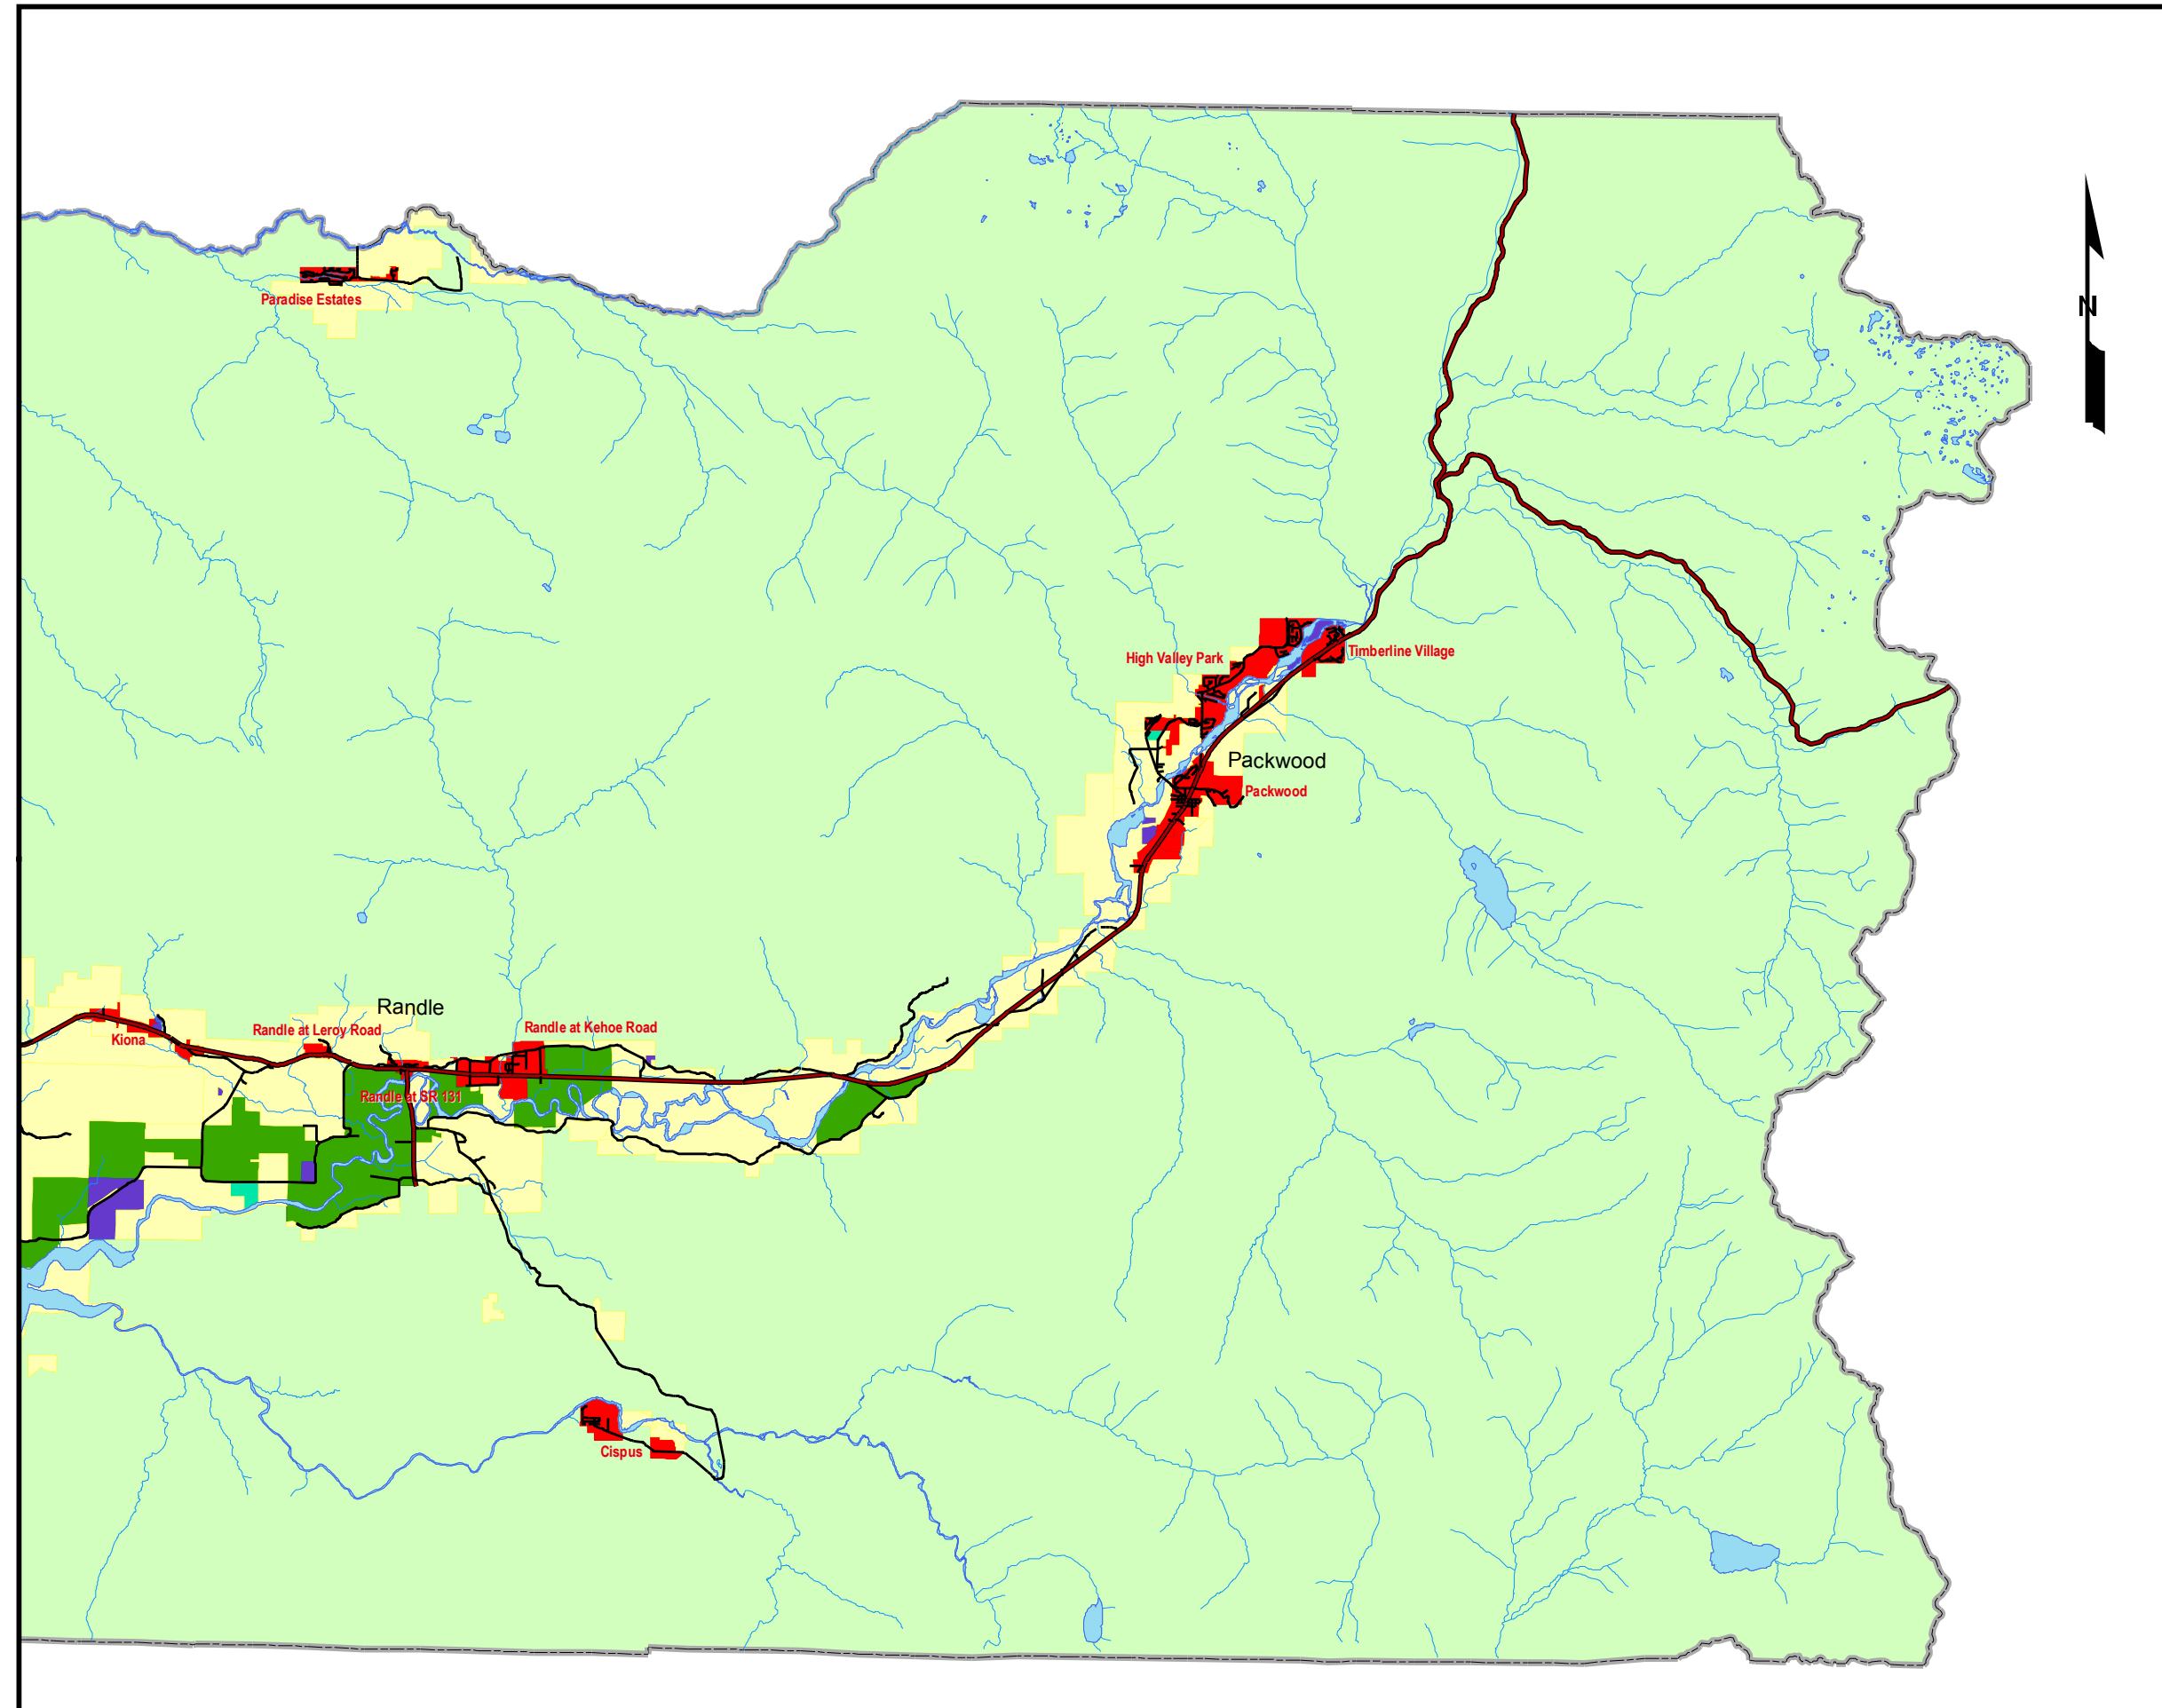 N
Paradise Estates
Timberline Village
High Valley Park
Packwood
Packwood
Randle
Randle at Kehoe Road
Randle at Leroy Road
Kiona
Randle at SR 131
Cispus